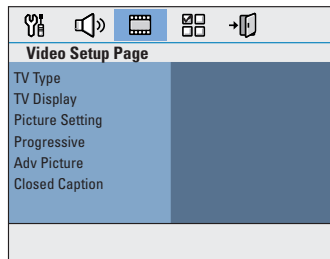 Video Setup Page
TV Type
TV Display
Picture Setting
Progressive
Adv Picture
Closed Caption